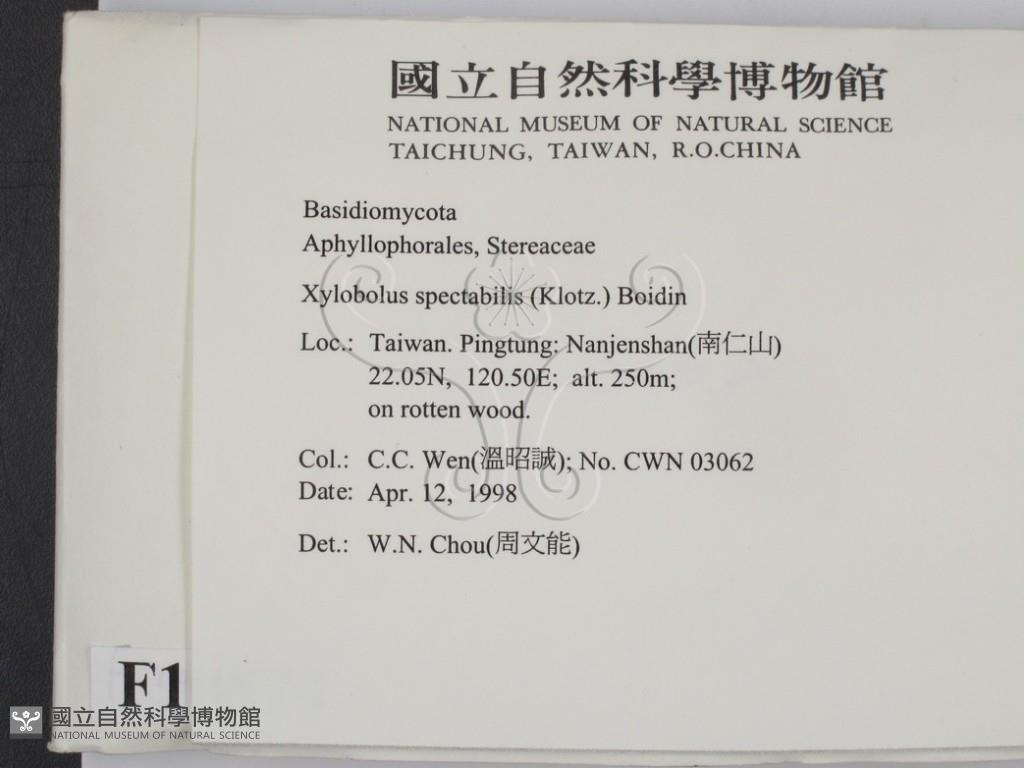 國立自然科學博物館
NATIONAL MUSEUM OF NATURAL SCIENCE
TAICHUNG, TAIWAN, R.O.CHINA
Basidiomycota
Aphyllophorales, Stereaceae
Xylobolus spectabilis (Klotz.) Boidin
Loc.: Taiwan. Pingtung: Nanjenshan(南仁山)
22.05N, 120.50E; alt. 250m;
on rotten wood.
Col.: C.C. Wen(溫昭誠); No. CWN 03062
Date: Apr. 12, 1998
Det.: W.N. Chou(周文能)
F1
國立自然科學博物館
NATIONAL MUSEUM OF NATURAL SCIENCE